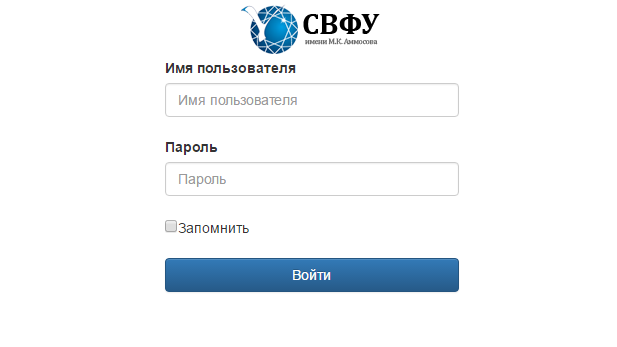 СВФУ
имени М.К. Аммосова
Имя пользователя
Имя пользователя
Пароль
Пароль
Запомнить
Войти